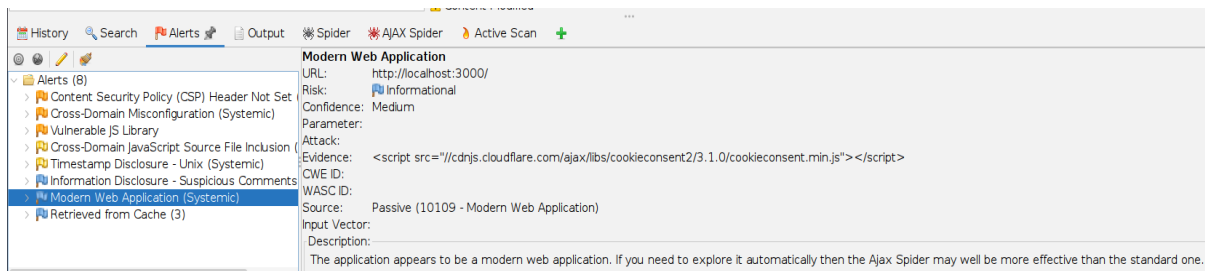 Content Modified
History Search Alerts Output Spider AJAX Spider Active Scan
Alerts (8)
Content Security Policy (CSP) Header Not Set (
Cross-Domain Misconfiguration (Systemic)
Vulnerable JS Library
Cross-Domain JavaScript Source File Inclusion (
Timestamp Disclosure - Unix (Systemic)
Information Disclosure - Suspicious Comments
Modern Web Application (Systemic)
Retrieved from Cache (3)
Modern Web Application
URL: http://localhost:3000/
Risk: Informational
Confidence: Medium
Parameter:
Attack:
Evidence: <script src="//cdnjs.cloudflare.com/ajax/libs/cookieconsent2/3.1.0/cookieconsent.min.js"></script>
CWE ID:
WASC ID:
Source: Passive (10109 - Modern Web Application)
Input Vector:
Description:
The application appears to be a modern web application. If you need to explore it automatically then the Ajax Spider may well be more effective than the standard one.